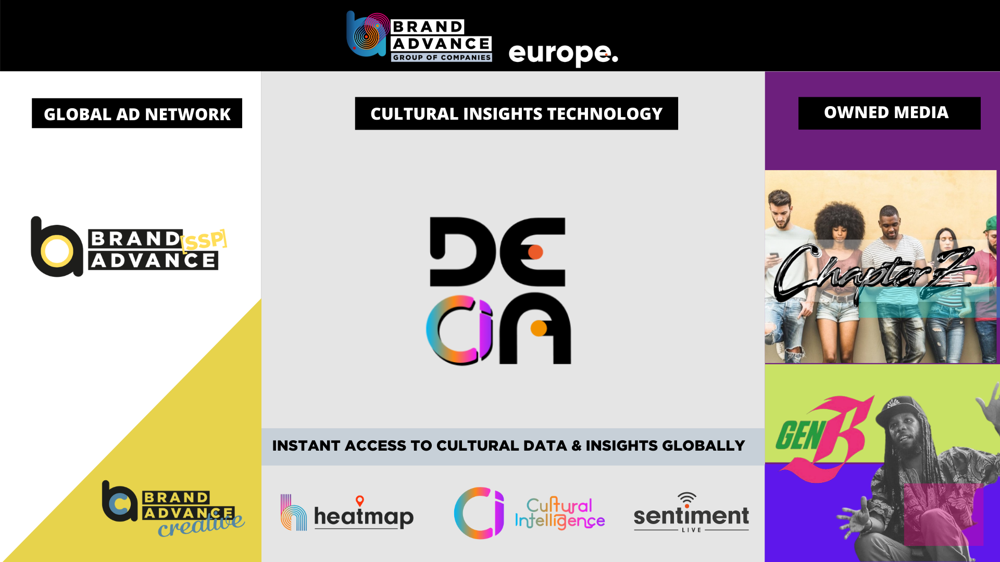 BRAND
ADVANCE
GROUP OF COMPANIES
europe.
GLOBAL AD NETWORK
CULTURAL INSIGHTS TECHNOLOGY
OWNED MEDIA
BRAND [SSP]
ADVANCE
DE
CiA
Chapter Z
GEN B
INSTANT ACCESS TO CULTURAL DATA & INSIGHTS GLOBALLY
BRAND
ADVANCE
creative
heatmap
Ci
Cultural
Intelligence
sentiment
LIVE